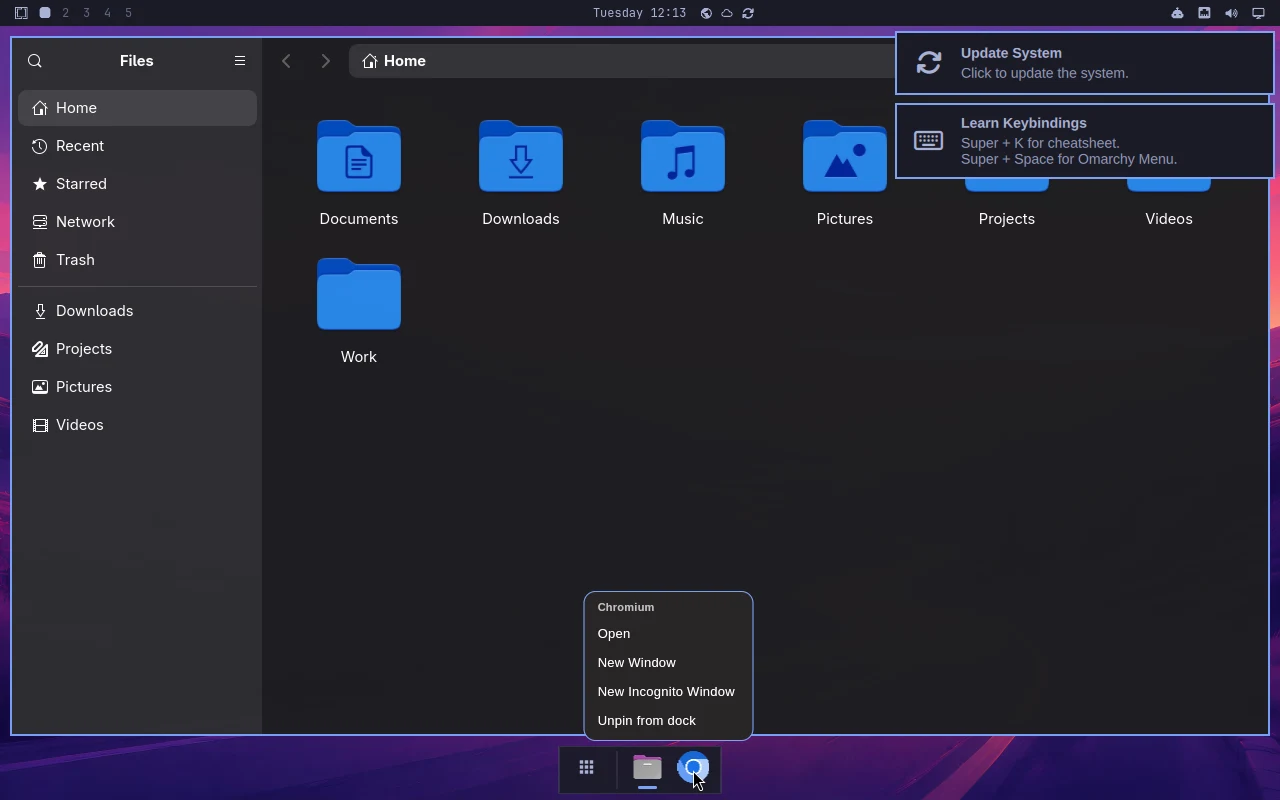 2 3 4 5
Tuesday 12:13
Files
Home
Update System
Click to update the system.
Learn Keybindings
Super + K for cheatsheet.
Super + Space for Omarchy Menu.
Home
Recent
Starred
Network
Trash
Downloads
Projects
Pictures
Videos
Documents
Downloads
Music
Pictures
Projects
Videos
Work
Chromium
Open
New Window
New Incognito Window
Unpin from dock